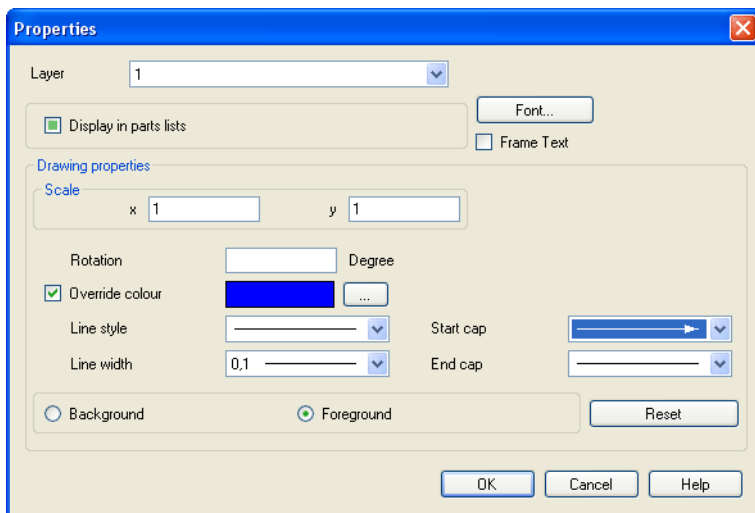 Properties
Layer 1
Font...
Display in parts lists
Frame Text
Drawing properties
Scale
x 1 y 1
Rotation Degree
Override colour ...
Line style Start cap
Line width 0,1 End cap
Background Foreground Reset
OK Cancel Help